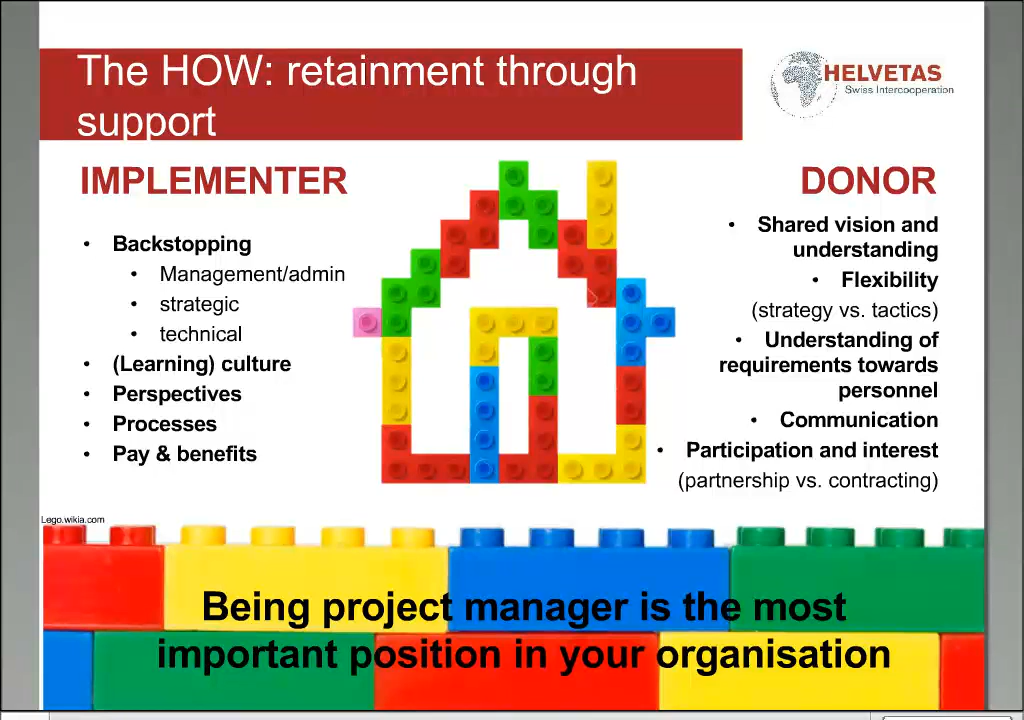 The HOW: retainment through
support
HELVETAS
Swiss Intercooperation
IMPLEMENTER
• Backstopping
• Management/admin
• strategic
• technical
• (Learning) culture
• Perspectives
• Processes
• Pay & benefits
DONOR
• Shared vision and
understanding
• Flexibility
(strategy vs. tactics)
• Understanding of
requirements towards
personnel
• Communication
• Participation and interest
(partnership vs. contracting)
Lego.wikia.com
Being project manager is the most
important position in your organisation